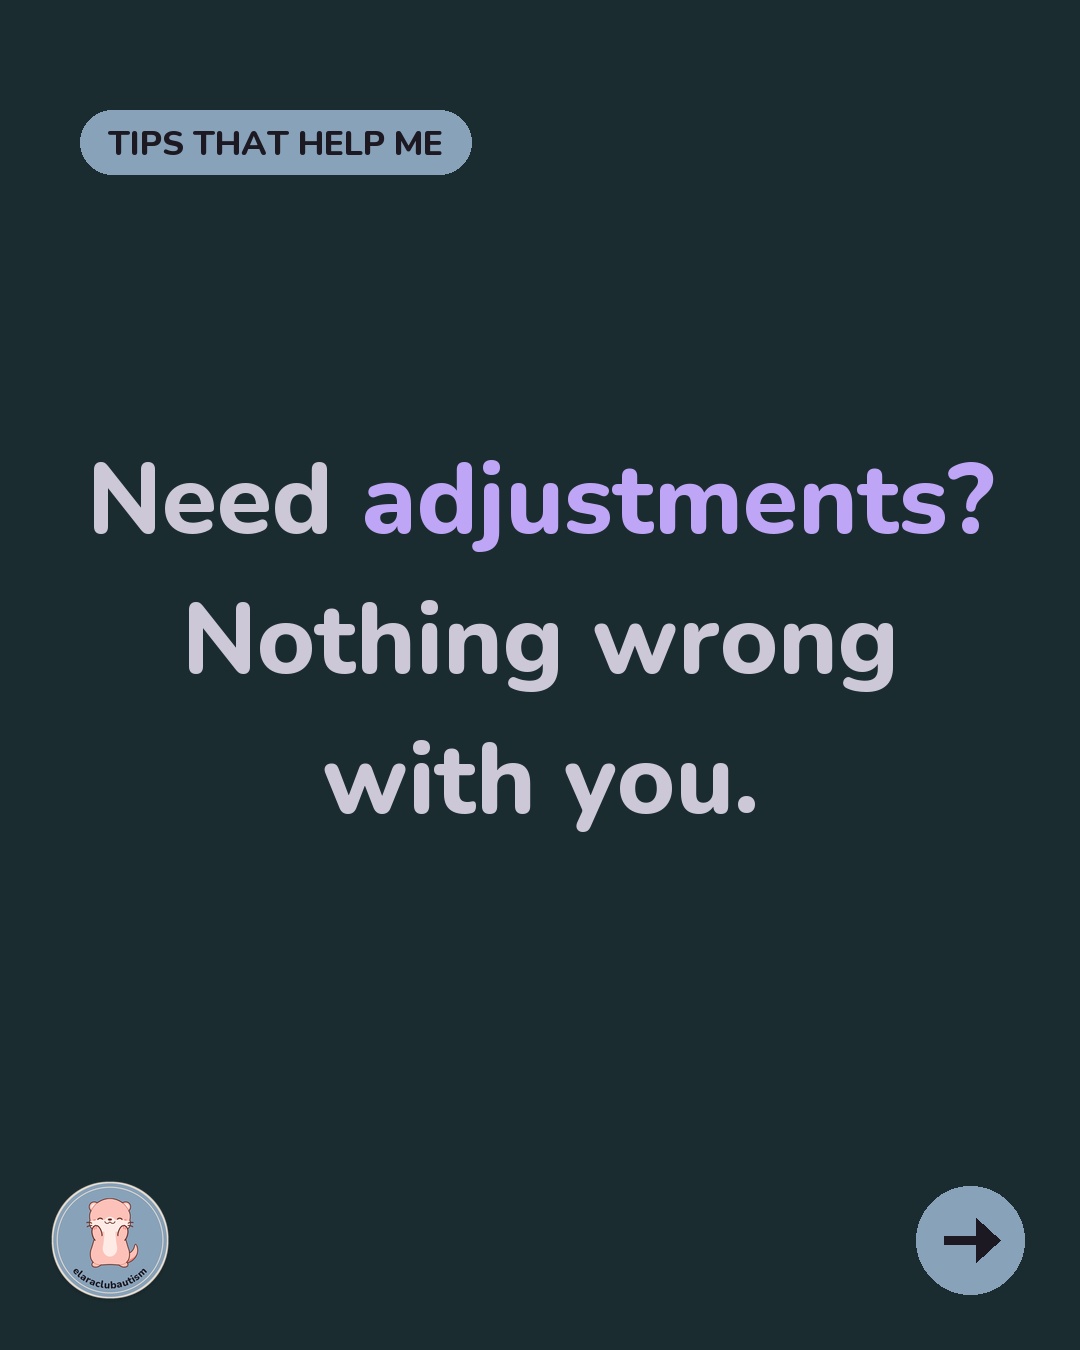 TIPS THAT HELP ME
Need adjustments?
Nothing wrong
with you.
elaraclubautism